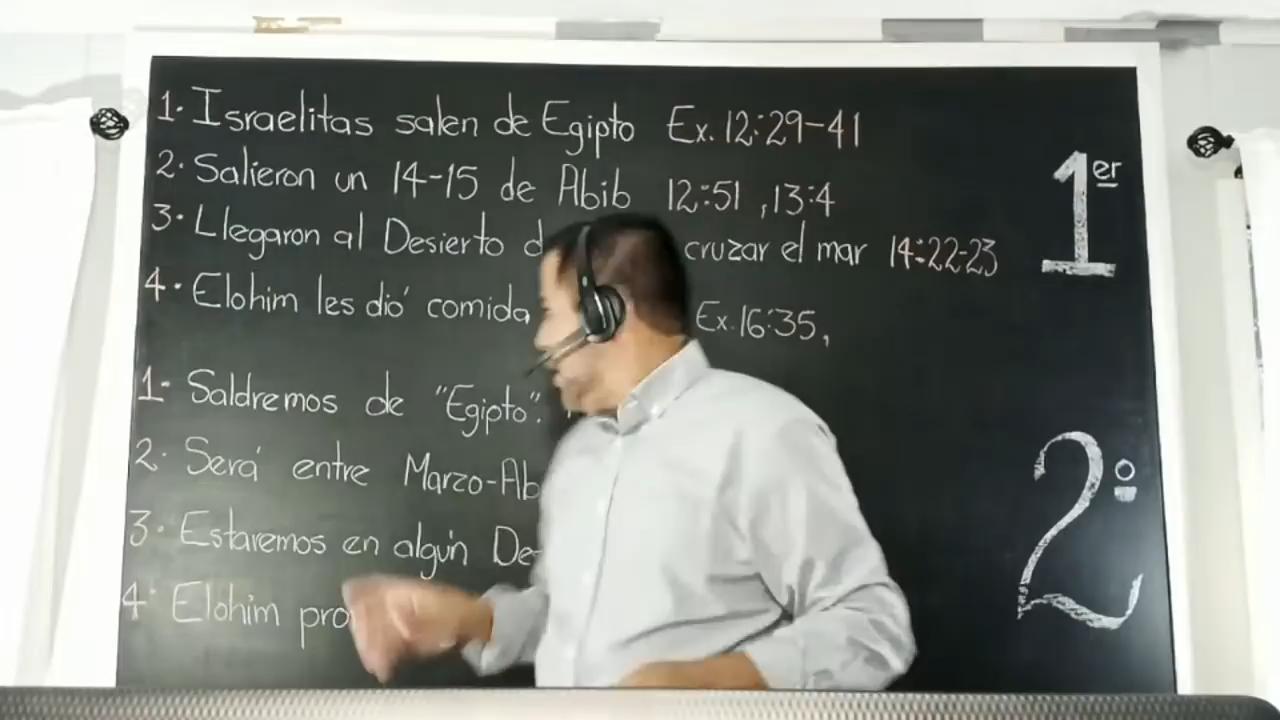 1. Israelitas salen de Egipto Ex. 12:29-41
2. Salieron un 14-15 de Abib 12:51 ,13:4
3. Llegaron al Desierto cruzar el mar 14:22-23
4. Elohim les dió comida Ex. 16:35,
1er
1- Saldremos de "Egipto".
2. Será entre Marzo-Ab
3. Estaremos en algún De
4. Elohim pro
2º